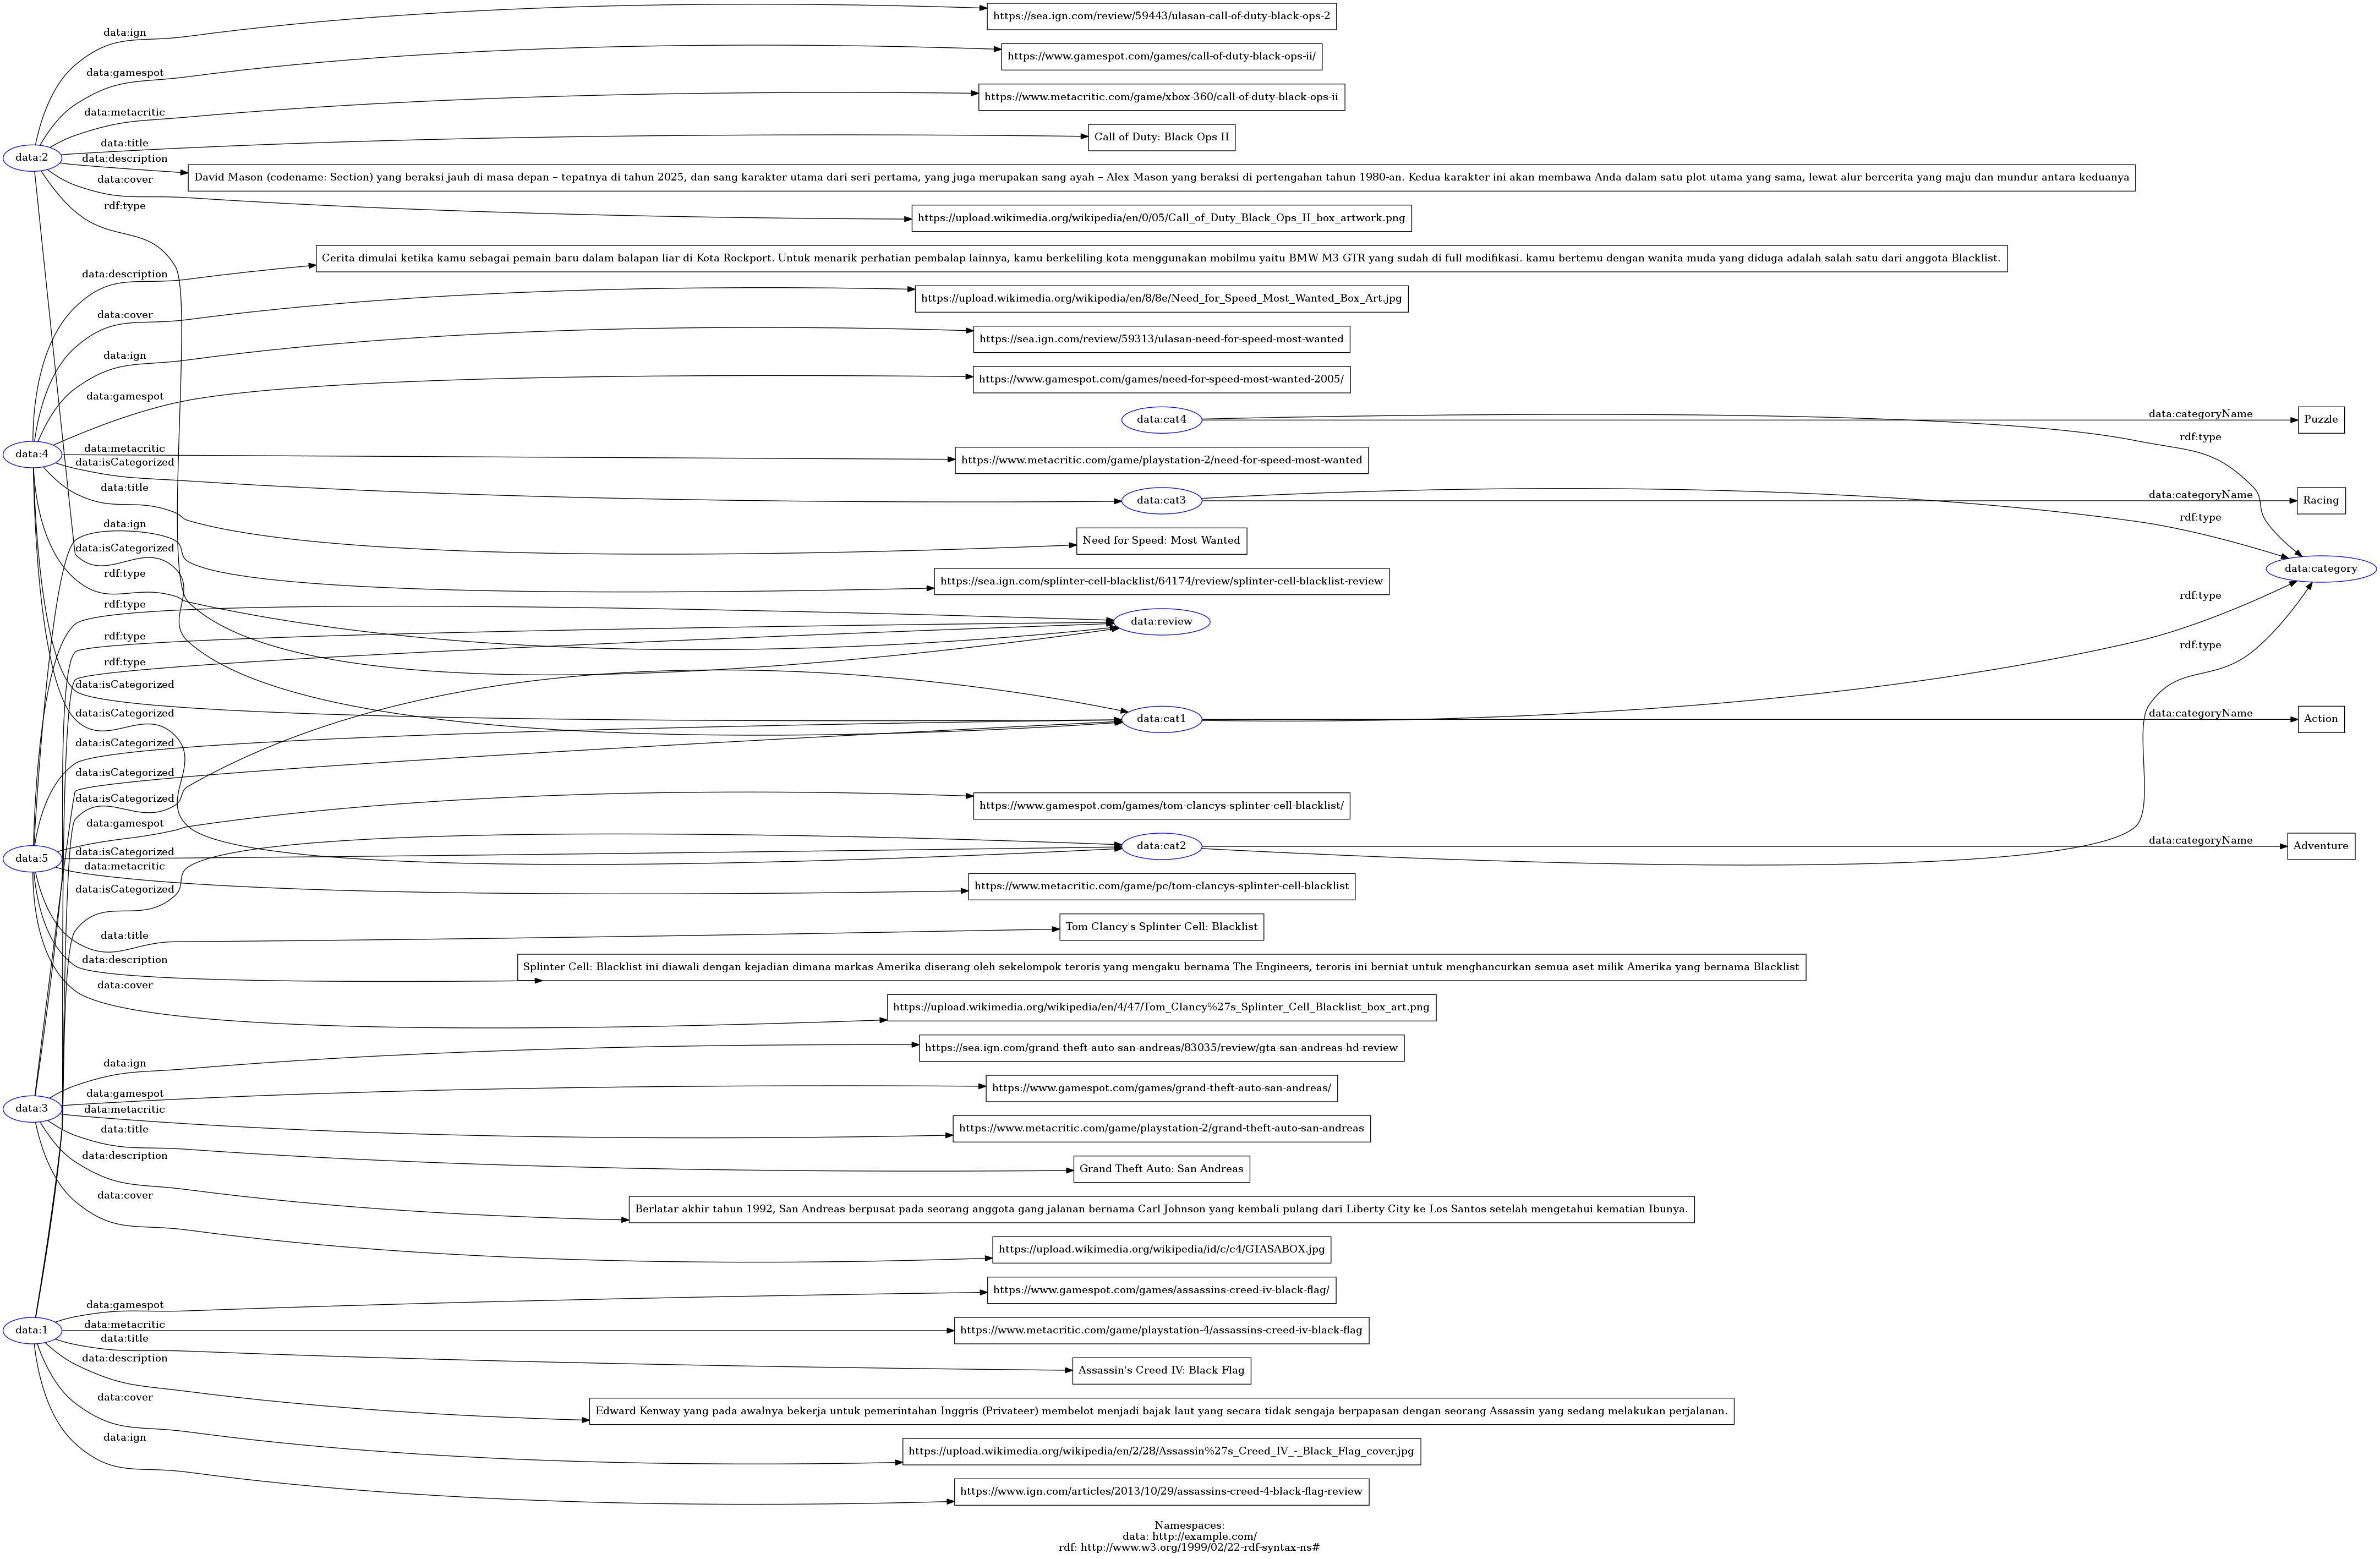 data:ign
https://sea.ign.com/review/59443/ulasan-call-of-duty-black-ops-2
data:gamespot
https://www.gamespot.com/games/call-of-duty-black-ops-ii/
data:metacritic
https://www.metacritic.com/game/xbox-360/call-of-duty-black-ops-ii
data:title
Call of Duty: Black Ops II
data:2
data:description
David Mason (codename: Section) yang beraksi jauh di masa depan – tepatnya di tahun 2025, dan sang karakter utama dari seri pertama, yang juga merupakan sang ayah – Alex Mason yang beraksi di pertengahan tahun 1980-an. Kedua karakter ini akan membawa Anda dalam satu plot utama yang sama, lewat alur bercerita yang maju dan mundur antara keduanya
data:cover
https://upload.wikimedia.org/wikipedia/en/0/05/Call_of_Duty_Black_Ops_II_box_artwork.png
rdf:type
data:description
Cerita dimulai ketika kamu sebagai pemain baru dalam balapan liar di Kota Rockport. Untuk menarik perhatian pembalap lainnya, kamu berkeliling kota menggunakan mobilmu yaitu BMW M3 GTR yang sudah di full modifikasi. kamu bertemu dengan wanita muda yang diduga adalah salah satu dari anggota Blacklist.
data:cover
https://upload.wikimedia.org/wikipedia/en/8/8e/Need_for_Speed_Most_Wanted_Box_Art.jpg
data:ign
https://sea.ign.com/review/59313/ulasan-need-for-speed-most-wanted
data:gamespot
https://www.gamespot.com/games/need-for-speed-most-wanted-2005/
data:cat4
data:categoryName
Puzzle
rdf:type
data:4
data:metacritic
https://www.metacritic.com/game/playstation-2/need-for-speed-most-wanted
data:isCategorized
data:cat3
data:categoryName
Racing
rdf:type
data:title
Need for Speed: Most Wanted
data:ign
data:isCategorized
data:category
rdf:type
https://sea.ign.com/splinter-cell-blacklist/64174/review/splinter-cell-blacklist-review
rdf:type
rdf:type
data:review
rdf:type
rdf:type
rdf:type
data:isCategorized
data:isCategorized
data:cat1
data:categoryName
Action
data:isCategorized
data:isCategorized
data:isCategorized
https://www.gamespot.com/games/tom-clancys-splinter-cell-blacklist/
data:gamespot
data:5
data:isCategorized
data:cat2
data:categoryName
Adventure
data:metacritic
https://www.metacritic.com/game/pc/tom-clancys-splinter-cell-blacklist
data:isCategorized
data:title
Tom Clancy's Splinter Cell: Blacklist
data:description
Splinter Cell: Blacklist ini diawali dengan kejadian dimana markas Amerika diserang oleh sekelompok teroris yang mengaku bernama The Engineers, teroris ini berniat untuk menghancurkan semua aset milik Amerika yang bernama Blacklist
data:cover
https://upload.wikimedia.org/wikipedia/en/4/47/Tom_Clancy%27s_Splinter_Cell_Blacklist_box_art.png
data:ign
https://sea.ign.com/grand-theft-auto-san-andreas/83035/review/gta-san-andreas-hd-review
data:gamespot
https://www.gamespot.com/games/grand-theft-auto-san-andreas/
data:3
data:metacritic
https://www.metacritic.com/game/playstation-2/grand-theft-auto-san-andreas
data:title
Grand Theft Auto: San Andreas
data:description
Berlatar akhir tahun 1992, San Andreas berpusat pada seorang anggota gang jalanan bernama Carl Johnson yang kembali pulang dari Liberty City ke Los Santos setelah mengetahui kematian Ibunya.
data:cover
https://upload.wikimedia.org/wikipedia/id/c/c4/GTASABOX.jpg
data:gamespot
https://www.gamespot.com/games/assassins-creed-iv-black-flag/
data:1
data:metacritic
https://www.metacritic.com/game/playstation-4/assassins-creed-iv-black-flag
data:title
Assassin's Creed IV: Black Flag
data:description
Edward Kenway yang pada awalnya bekerja untuk pemerintahan Inggris (Privateer) membelot menjadi bajak laut yang secara tidak sengaja berpapasan dengan seorang Assassin yang sedang melakukan perjalanan.
data:cover
https://upload.wikimedia.org/wikipedia/en/2/28/Assassin%27s_Creed_IV_-_Black_Flag_cover.jpg
data:ign
https://www.ign.com/articles/2013/10/29/assassins-creed-4-black-flag-review
Namespaces:
data: http://example.com/
rdf: http://www.w3.org/1999/02/22-rdf-syntax-ns#